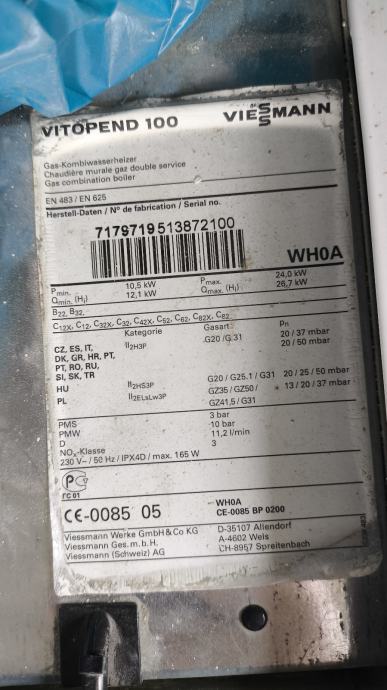 VITOPEND 100
VIESSMANN
Gas-Kombiwasserheizer
Chaudière murale gaz double service
Gas combination boiler
EN 483 / EN 625
Herstell-Daten / N° de fabrication / Serial no.
7179719513872100
WH0A
Pmin. 10,5 kW Pmax. 24,0 kW
Qmin. (Hi) 12,1 kW Qmax. (Hi) 26,7 kW
B22, B32,
C12X, C12, C32X, C32, C42X, C52, C62, C82X, C82
Kategorie Gasart Pn
CZ, ES, IT, II2H3P G20 / G.31 20 / 37 mbar
DK, GR, HR, PT, 20 / 50 mbar
PT, RO, RU,
SI, SK, TR
HU II2HS3P G20 / G25.1 / G31 20 / 25 / 50 mbar
PL II2ELsLw3P GZ35 / GZ50 / 13 / 20 / 37 mbar
GZ41,5 / G31
PMS 3 bar
PMW 10 bar
D 11,2 l/min
NOx-Klasse 3
230 V~ / 50 Hz / IPX4D / max. 165 W
CE-0085 05
WH0A
CE-0085 BP 0200
Viessmann Werke GmbH & Co KG D-35107 Allendorf
Viessmann Ges. m. b. H. A-4602 Wels
Viessmann (Schweiz) AG CH-8957 Spreitenbach